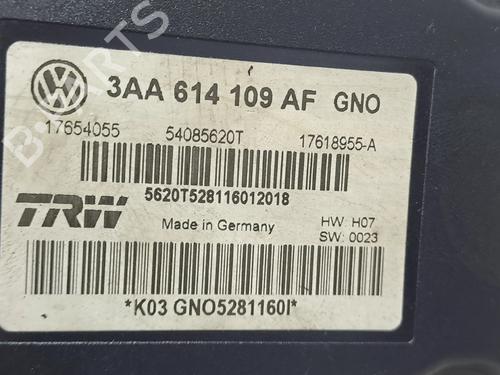 3AA 614 109 AF GNO
17654055 54085620T 17618955-A
5620T528116012018
TRW Made in Germany HW: H07
SW: 0023
*K03 GNO5281160I*
B-PARTS